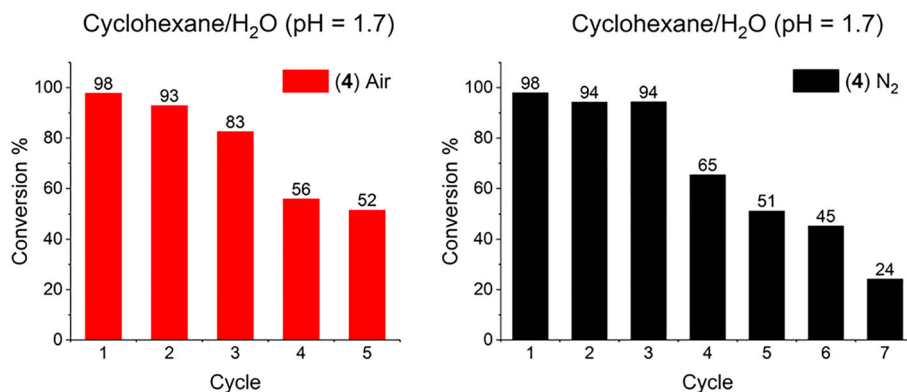 Cyclohexane/H₂O (pH = 1.7)
(4) Air
Conversion %
100
80
60
40
20
0
98
93
83
56
52
1 2 3 4 5
Cycle
Cyclohexane/H₂O (pH = 1.7)
(4) N₂
Conversion %
100
80
60
40
20
0
98
94
94
65
51
45
24
1 2 3 4 5 6 7
Cycle